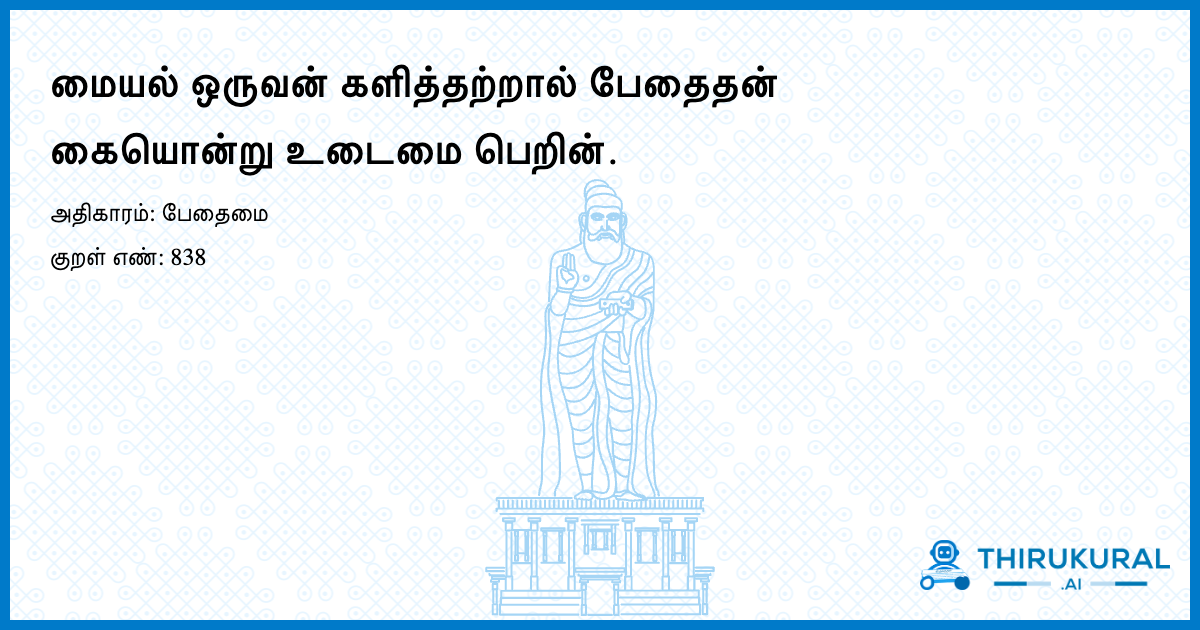 மையல் ஒருவன் களித்தற்றால் பேதைதன்
கையொன்று உடைமை பெறின்.
அதிகாரம்: பேதைமை
குறள் எண்: 838
THIRUKURAL
.AI